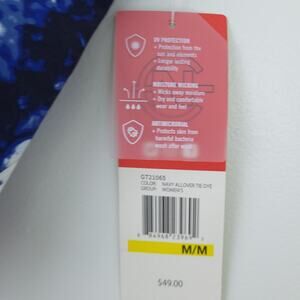 UV PROTECTION
• Protection from the
sun and elements
• Longer lasting
durability
MOISTURE WICKING
• Wicks away moisture
• Dry and comfortable
wear and feel
ANTIMICROBIAL
• Protects skin from
harmful bacteria
wash after wash
GT21065
COLOR: NAVY ALLOVER TIE DYE
GROUP: WOMEN'S
M/M
$49.00